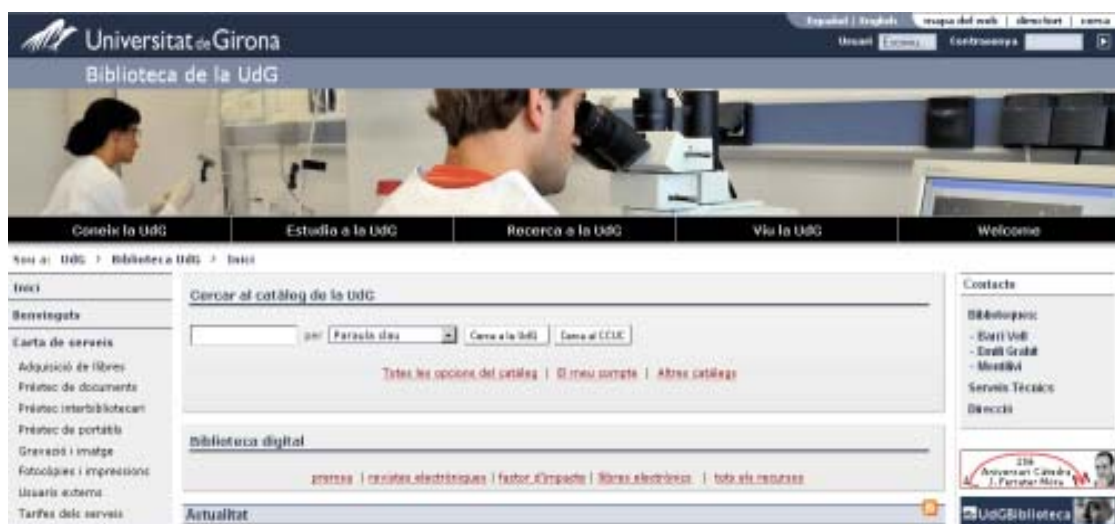 Español | English mapa del web | directori | cerca
Universitat de Girona
Usuari Contrasenya
Biblioteca de la UdG
Coneix la UdG Estudia a la UdG Recerca a la UdG Viu la UdG Welcome
Sou a: UdG > Biblioteca UdG > Inici
Inici
Benvinguts
Carta de serveis
Adquisició de llibres
Préstec de documents
Préstec interbibliotecari
Préstec de portàtils
Gravació i imatge
Fotocòpies i impressions
Usuaris externs
Tarifes dels serveis
Cercar al catàleg de la UdG
per Paraula clau Cerca a la UdG Cerca al CCUC
Totes les opcions del catàleg | El meu compte | Altres catàlegs
Biblioteca digital
premsa | revistes electròniques | factor d'impacte | llibres electrònics | tots els recursos
Actualitat
Contacte
Biblioteques:
- Barri Vell
- Emili Grahit
- Montilivi
Serveis Tècnics
Direcció
Aniversari Càtedra
J. Ferrater Mora
UdGBiblioteca